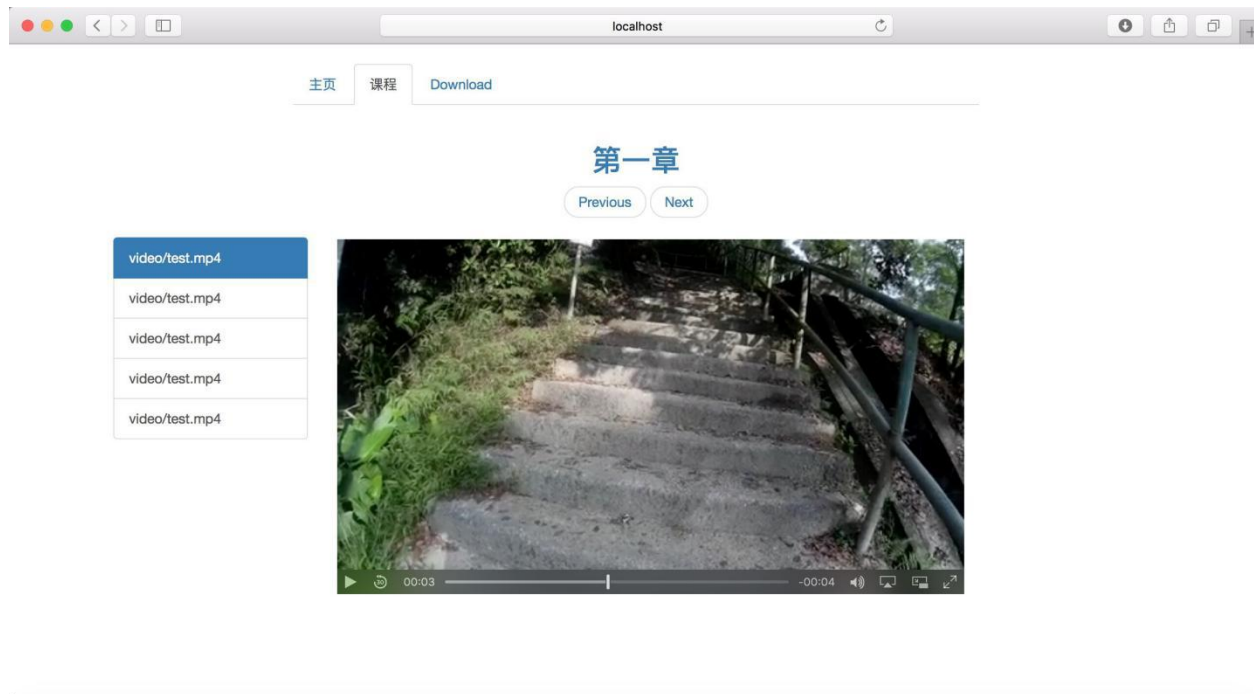 localhost
主页 课程 Download
第一章
Previous Next
video/test.mp4
video/test.mp4
video/test.mp4
video/test.mp4
video/test.mp4
30 00:03 -00:04